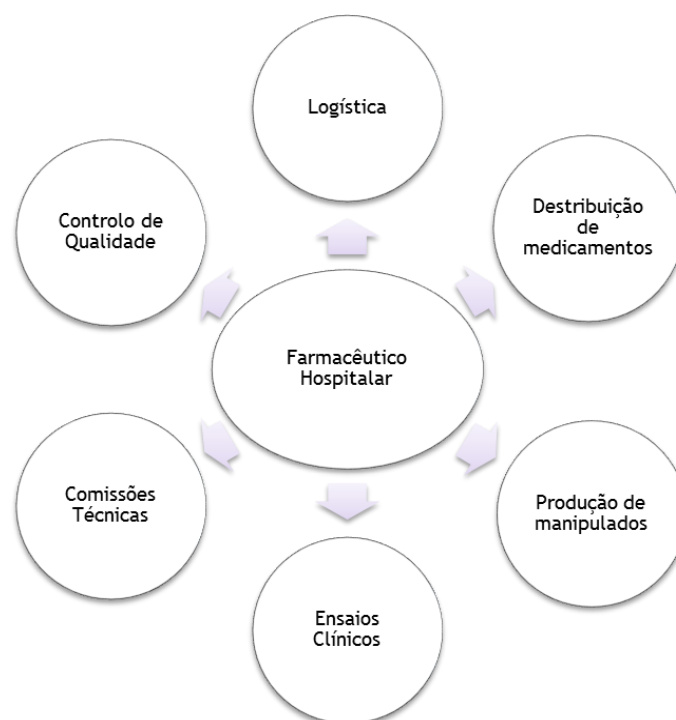 Logística
Controlo de
Qualidade
Destribuição
de
medicamentos
Farmacêutico
Hospitalar
Comissões
Técnicas
Produção de
manipulados
Ensaios
Clínicos